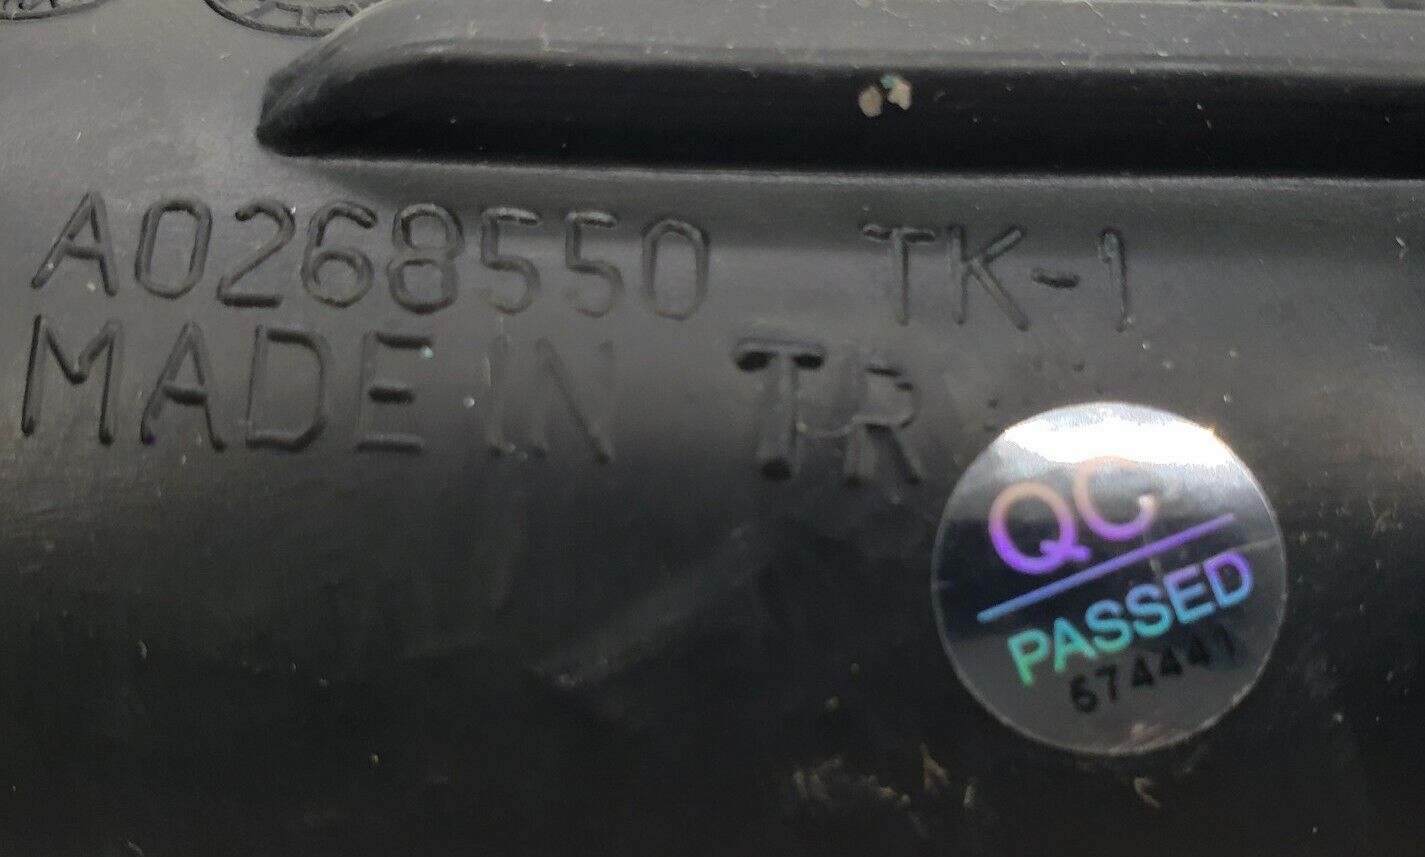 A0268550 TK-1
MADE IN TR
QC
PASSED
674441